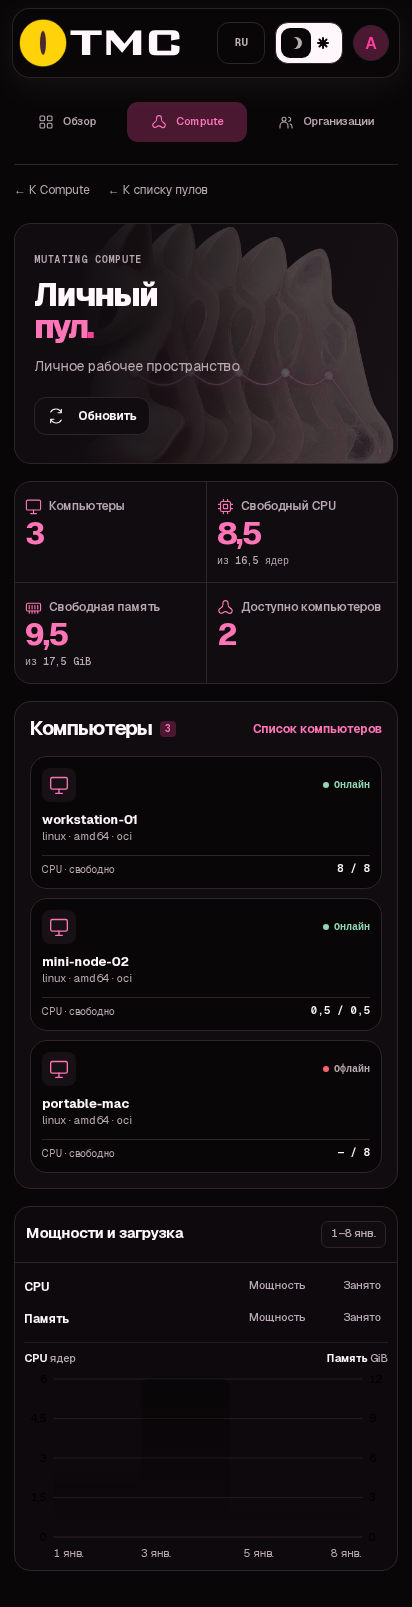 TMC
RU
A
Обзор
Compute
Организации
← К Compute
← К списку пулов
MUTATING COMPUTE
Личный
пул.
Личное рабочее пространство
Обновить
Компьютеры
3
Свободный CPU
8,5
из 16,5 ядер
Свободная память
9,5
из 17,5 GiB
Доступно компьютеров
2
Компьютеры 3
Список компьютеров
Онлайн
workstation-01
linux · amd64 · oci
CPU · свободно
8 / 8
Онлайн
mini-node-02
linux · amd64 · oci
CPU · свободно
0,5 / 0,5
Офлайн
portable-mac
linux · amd64 · oci
CPU · свободно
— / 8
Мощности и загрузка
1–8 янв.
CPU
Мощность
Занято
Память
Мощность
Занято
CPU ядер
Память GiB
6
12
4,5
9
3
6
1,5
3
0
0
1 янв.
3 янв.
5 янв.
8 янв.